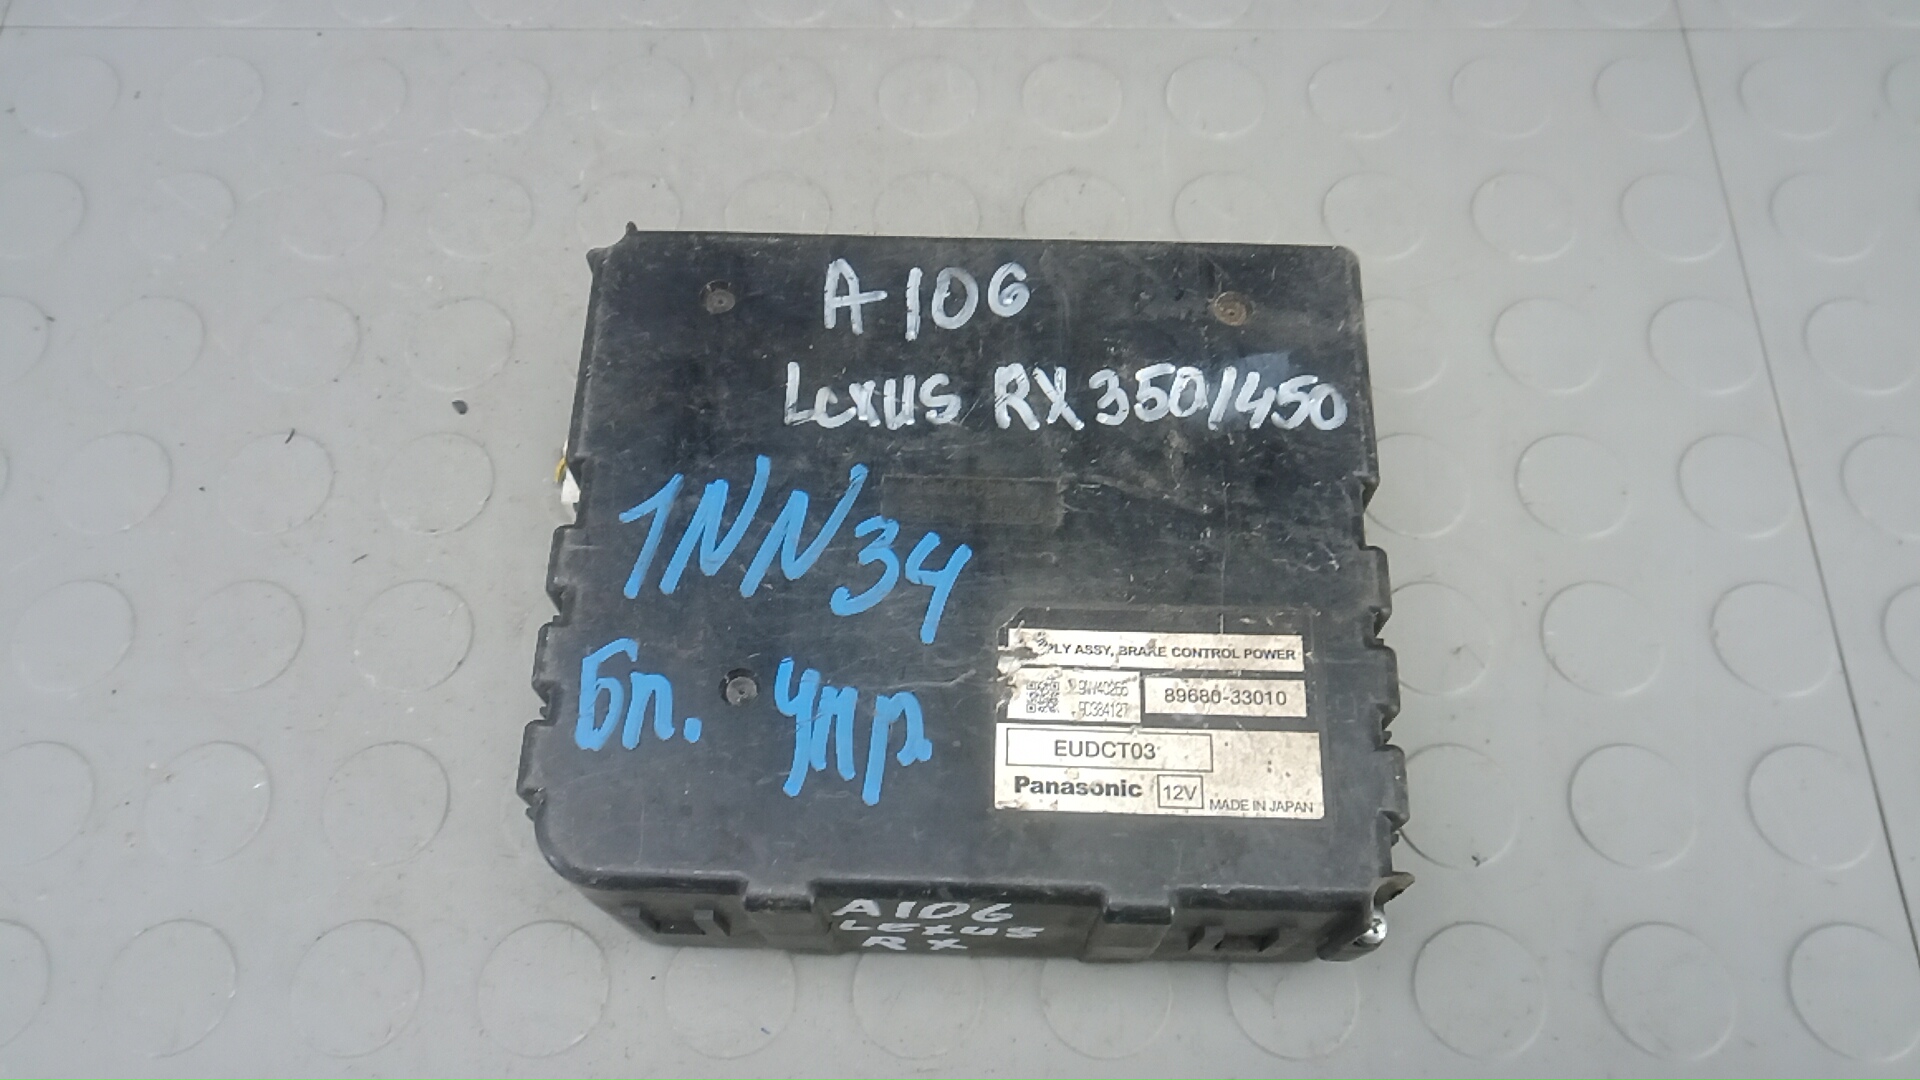 A106
Lexus RX350/450
1NN34
Бл. Упр.
PLY ASSY, BRAKE CONTROL POWER
89680-33010
EUDCT03
Panasonic 12V MADE IN JAPAN
A106
LEXUS
RX